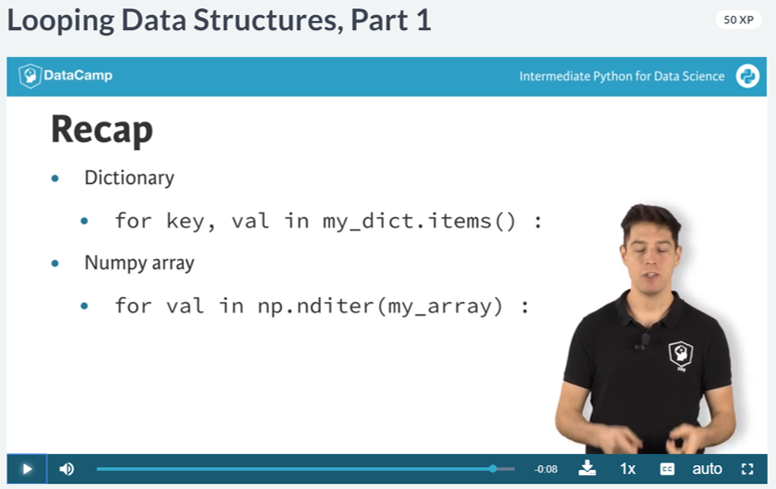 Looping Data Structures, Part 1
50 XP
DataCamp
Intermediate Python for Data Science
Recap
Dictionary
for key, val in my_dict.items() :
Numpy array
for val in np.nditer(my_array) :
-0:08
1x
CC
auto